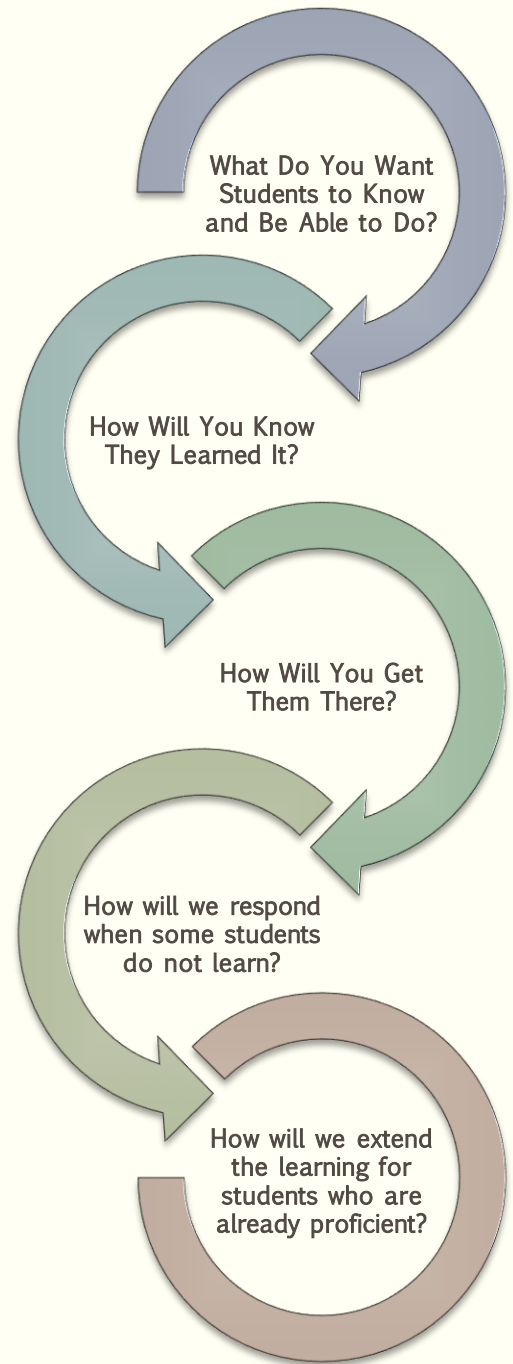 What Do You Want
Students to Know
and Be Able to Do?
How Will You Know
They Learned It?
How Will You Get
Them There?
How will we respond
when some students
do not learn?
How will we extend
the learning for
students who are
already proficient?